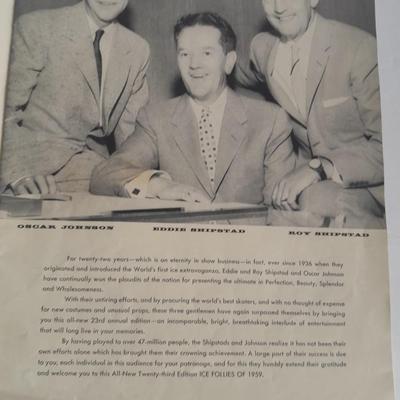 OSCAR JOHNSON EDDIE SHIPSTAD ROY SHIPSTAD
For twenty-two years—which is an eternity in show business—in fact, ever since 1936 when they
originated and introduced the World's first ice extravaganza, Eddie and Roy Shipstad and Oscar Johnson
have continually won the plaudits of the nation for presenting the ultimate in Perfection, Beauty, Splendor
and Wholesomeness.
With their untiring efforts, and by procuring the world's best skaters, and with no thought of expense
for new costumes and unusual props, these three gentlemen have again surpassed themselves by bringing
you this all-new 23rd annual edition—an incomparable, bright, breathtaking interlude of entertainment
that will long live in your memories.
By having played to over 47-million people, the Shipstads and Johnson realize it has not been their
own efforts alone which has brought them their crowning achievement. A large part of their success is due
to you, each individual in this audience for your patronage, and for this they humbly extend their gratitude
and welcome you to this All-New Twenty-third Edition ICE FOLLIES OF 1959.